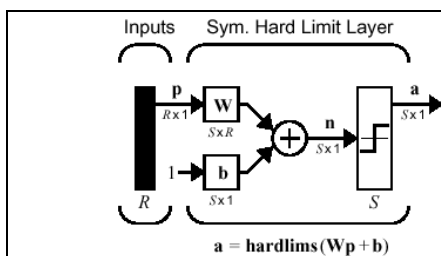 Inputs Sym. Hard Limit Layer
p W n a
R x 1 S x R S x 1 S x 1
1 b
R S x 1 S
a = hardlims (Wp + b)